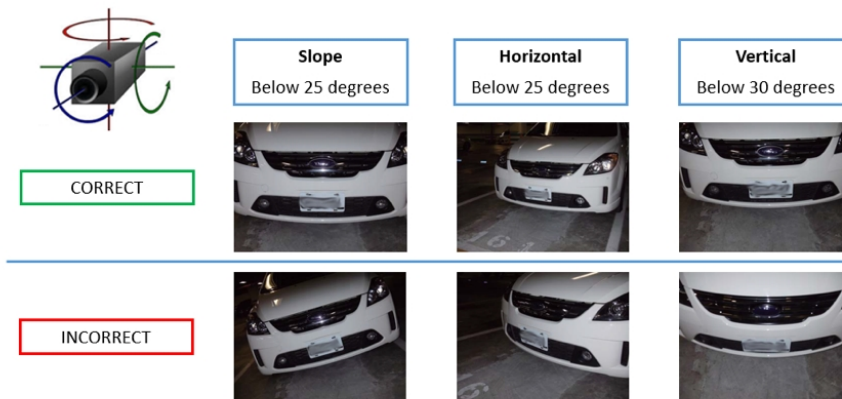 Slope
Below 25 degrees
Horizontal
Below 25 degrees
Vertical
Below 30 degrees
CORRECT
INCORRECT